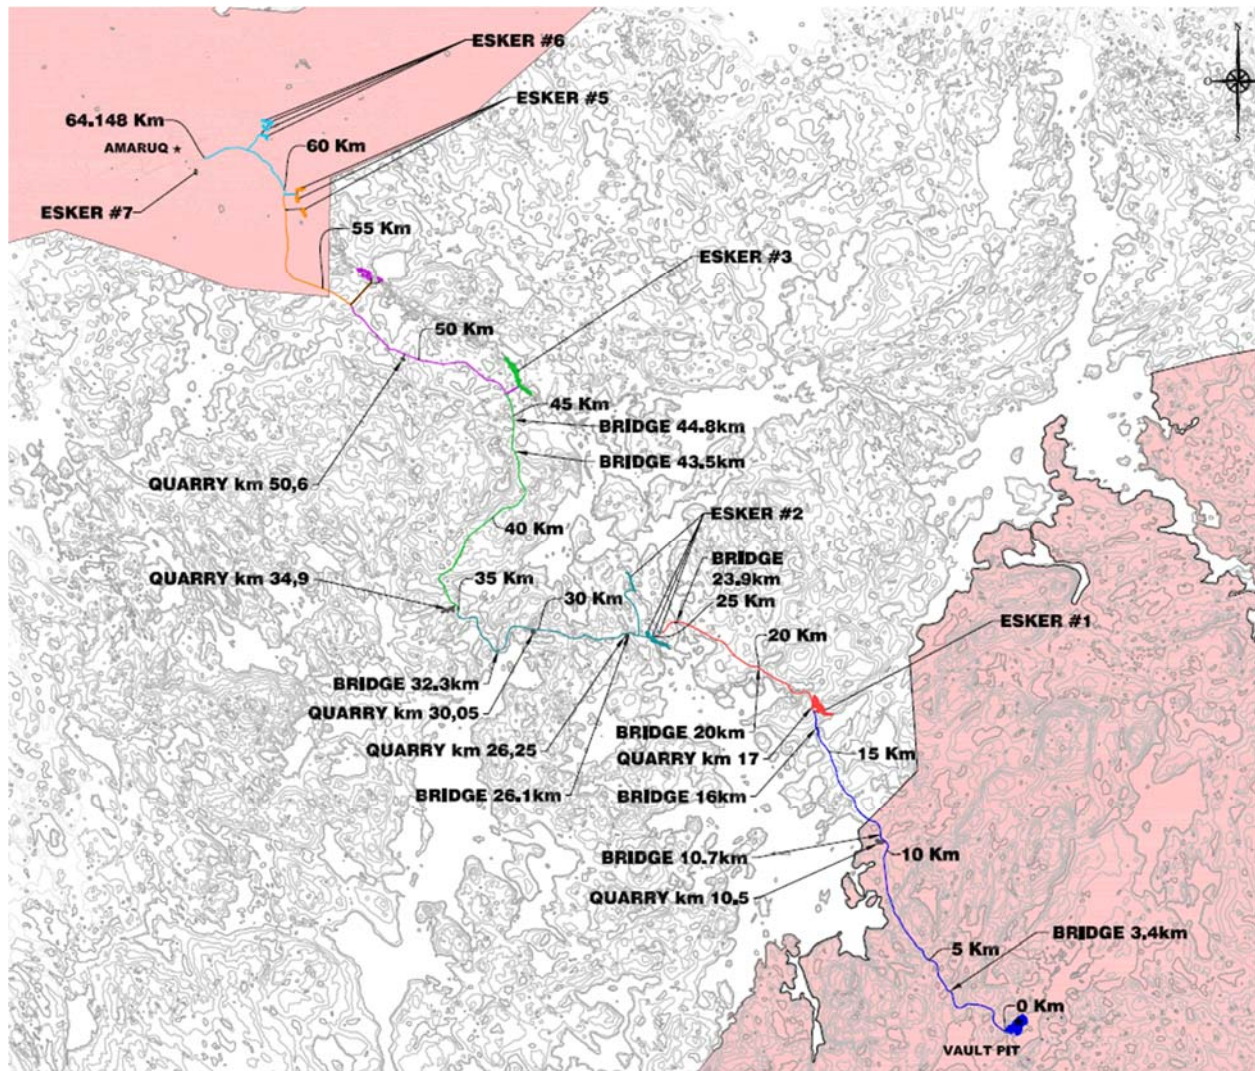 N
ESKER #6
ESKER #5
64.148 Km
AMARUQ ★
60 Km
ESKER #7
55 Km
ESKER #3
50 Km
45 Km
BRIDGE 44.8km
BRIDGE 43.5km
QUARRY km 50,6
ESKER #2
40 Km
BRIDGE
23.9km
QUARRY km 34,9
35 Km
30 Km
25 Km
ESKER #1
20 Km
BRIDGE 32.3km
QUARRY km 30,05
BRIDGE 20km
QUARRY km 26,25
QUARRY km 17
15 Km
BRIDGE 26.1km
BRIDGE 16km
BRIDGE 10.7km
10 Km
QUARRY km 10.5
BRIDGE 3,4km
5 Km
0 Km
VAULT PIT